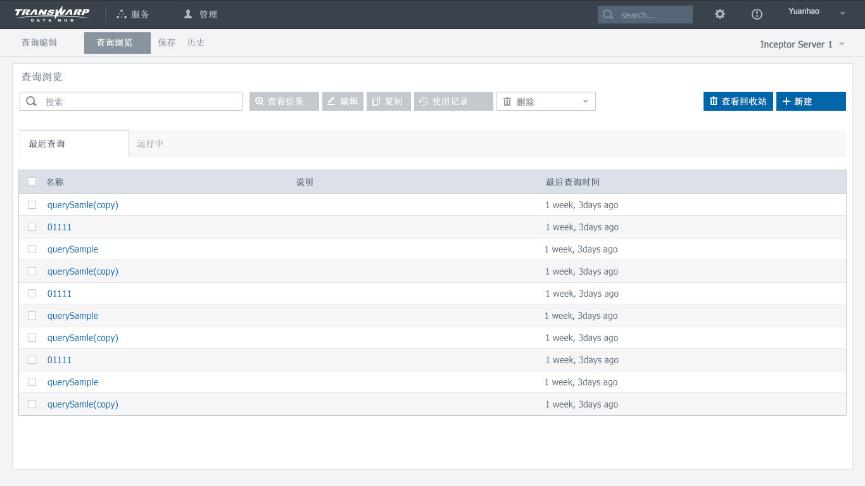 TRANSWARP
DATA HUB
服务
管理
search...
Yuanhao
查询编辑
查询浏览
保存
历史
Inceptor Server 1
查询浏览
搜索
查看结果
编辑
复制
使用记录
删除
查看回收站
新建
最近查询
运行中
名称 说明 最后查询时间
querySamle(copy) 1 week, 3days ago
01111 1 week, 3days ago
querySample 1 week, 3days ago
querySamle(copy) 1 week, 3days ago
01111 1 week, 3days ago
querySample 1 week, 3days ago
querySamle(copy) 1 week, 3days ago
01111 1 week, 3days ago
querySample 1 week, 3days ago
querySamle(copy) 1 week, 3days ago